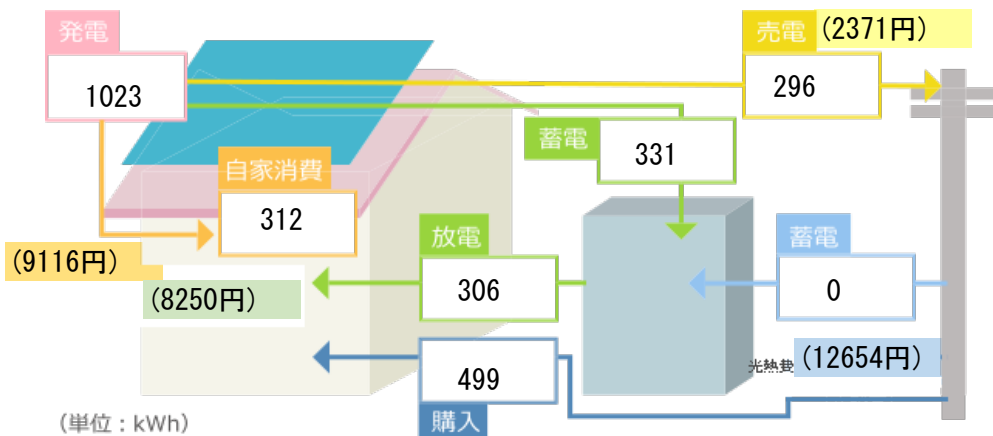 発電
1023
売電 (2371円)
296
蓄電
331
自家消費
312
(9116円)
(8250円)
放電
306
蓄電
0
499
購入
光熱費 (12654円)
（単位：kWh）